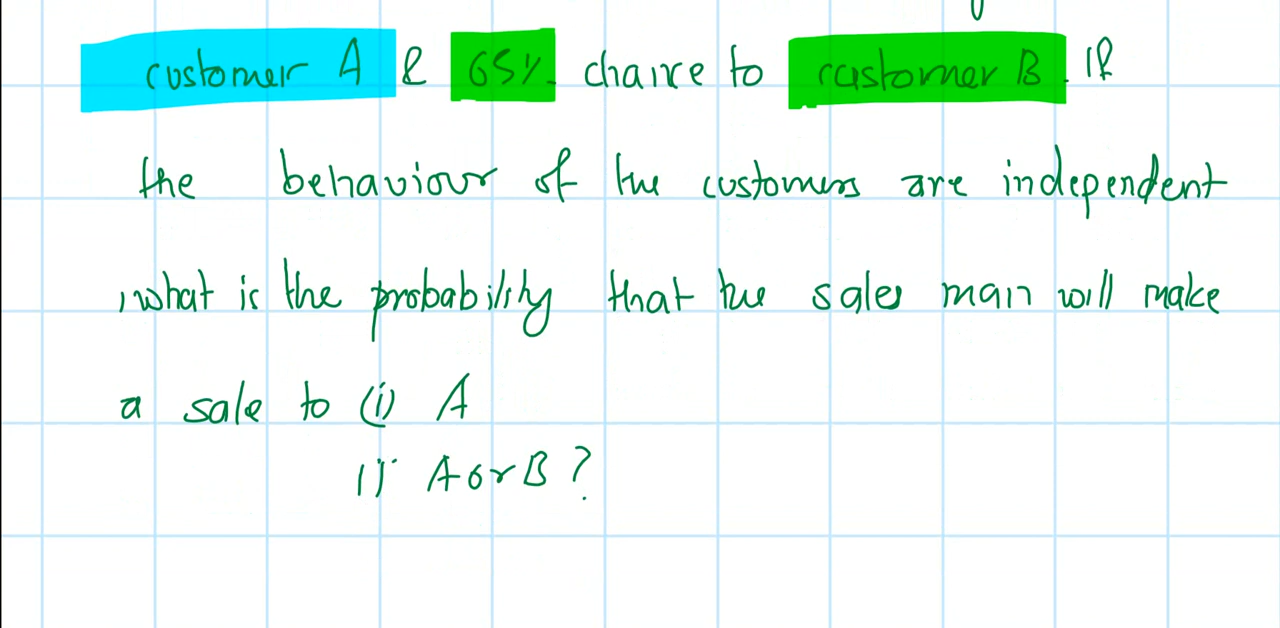 customer A & 65%. chance to customer B. If
the behaviour of the customers are independent
, what is the probability that the sales man will make
a sale to (i) A
ii) A or B ?